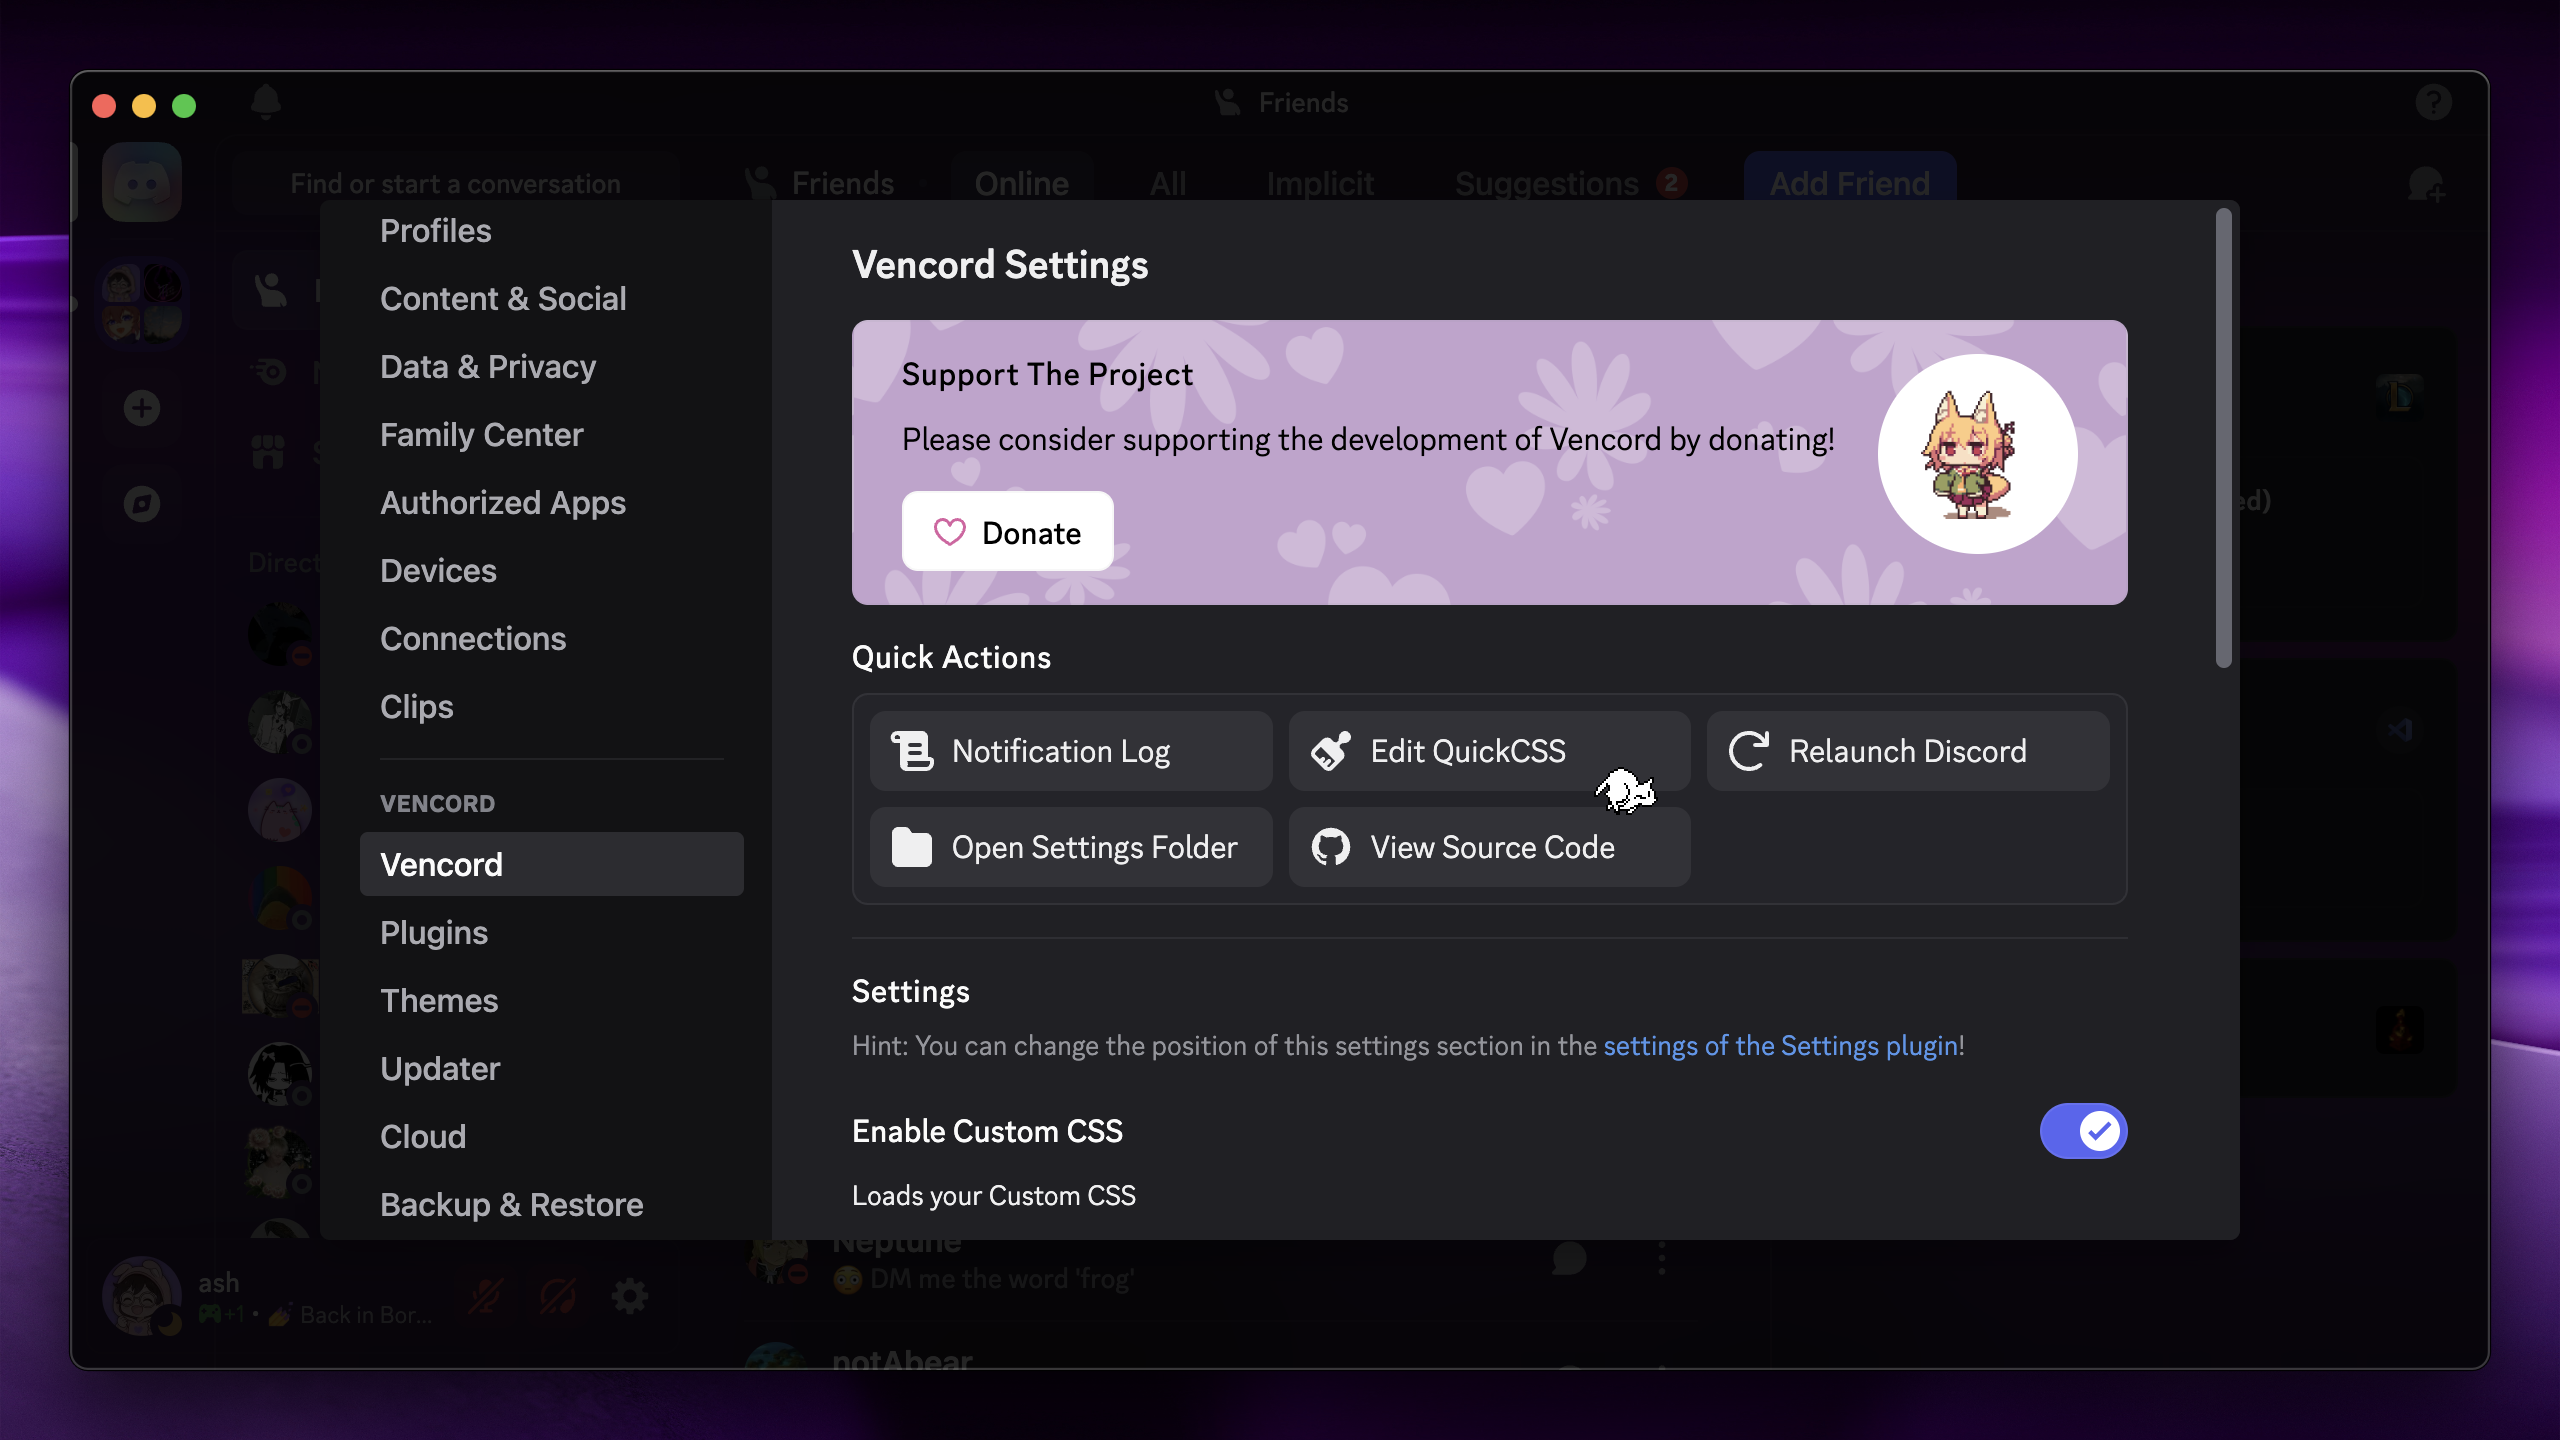 Friends
Find or start a conversation
Friends
Online
All
Implicit
Suggestions 2
Add Friend
Direct
ash
+1 • Back in Bor...
Profiles
Content & Social
Data & Privacy
Family Center
Authorized Apps
Devices
Connections
Clips
VENCORD
Vencord
Plugins
Themes
Updater
Cloud
Backup & Restore
Vencord Settings
Support The Project
Please consider supporting the development of Vencord by donating!
Donate
Quick Actions
Notification Log
Edit QuickCSS
Relaunch Discord
Open Settings Folder
View Source Code
Settings
Hint: You can change the position of this settings section in the settings of the Settings plugin!
Enable Custom CSS
Loads your Custom CSS
Neptune
DM me the word 'frog'
notAbear
ed)